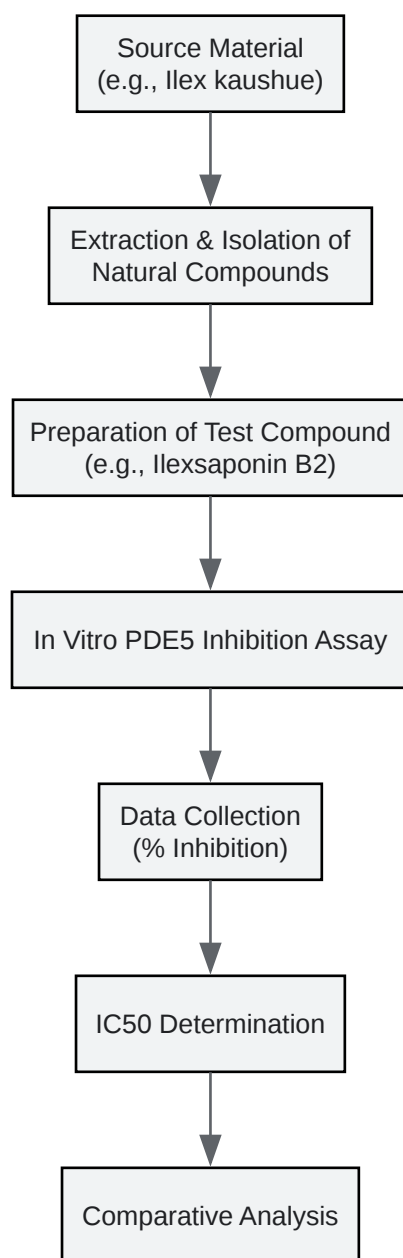 Source Material
(e.g., Ilex kaushue)
Extraction & Isolation of
Natural Compounds
Preparation of Test Compound
(e.g., Ilexsaponin B2)
In Vitro PDE5 Inhibition Assay
Data Collection
(% Inhibition)
IC50 Determination
Comparative Analysis